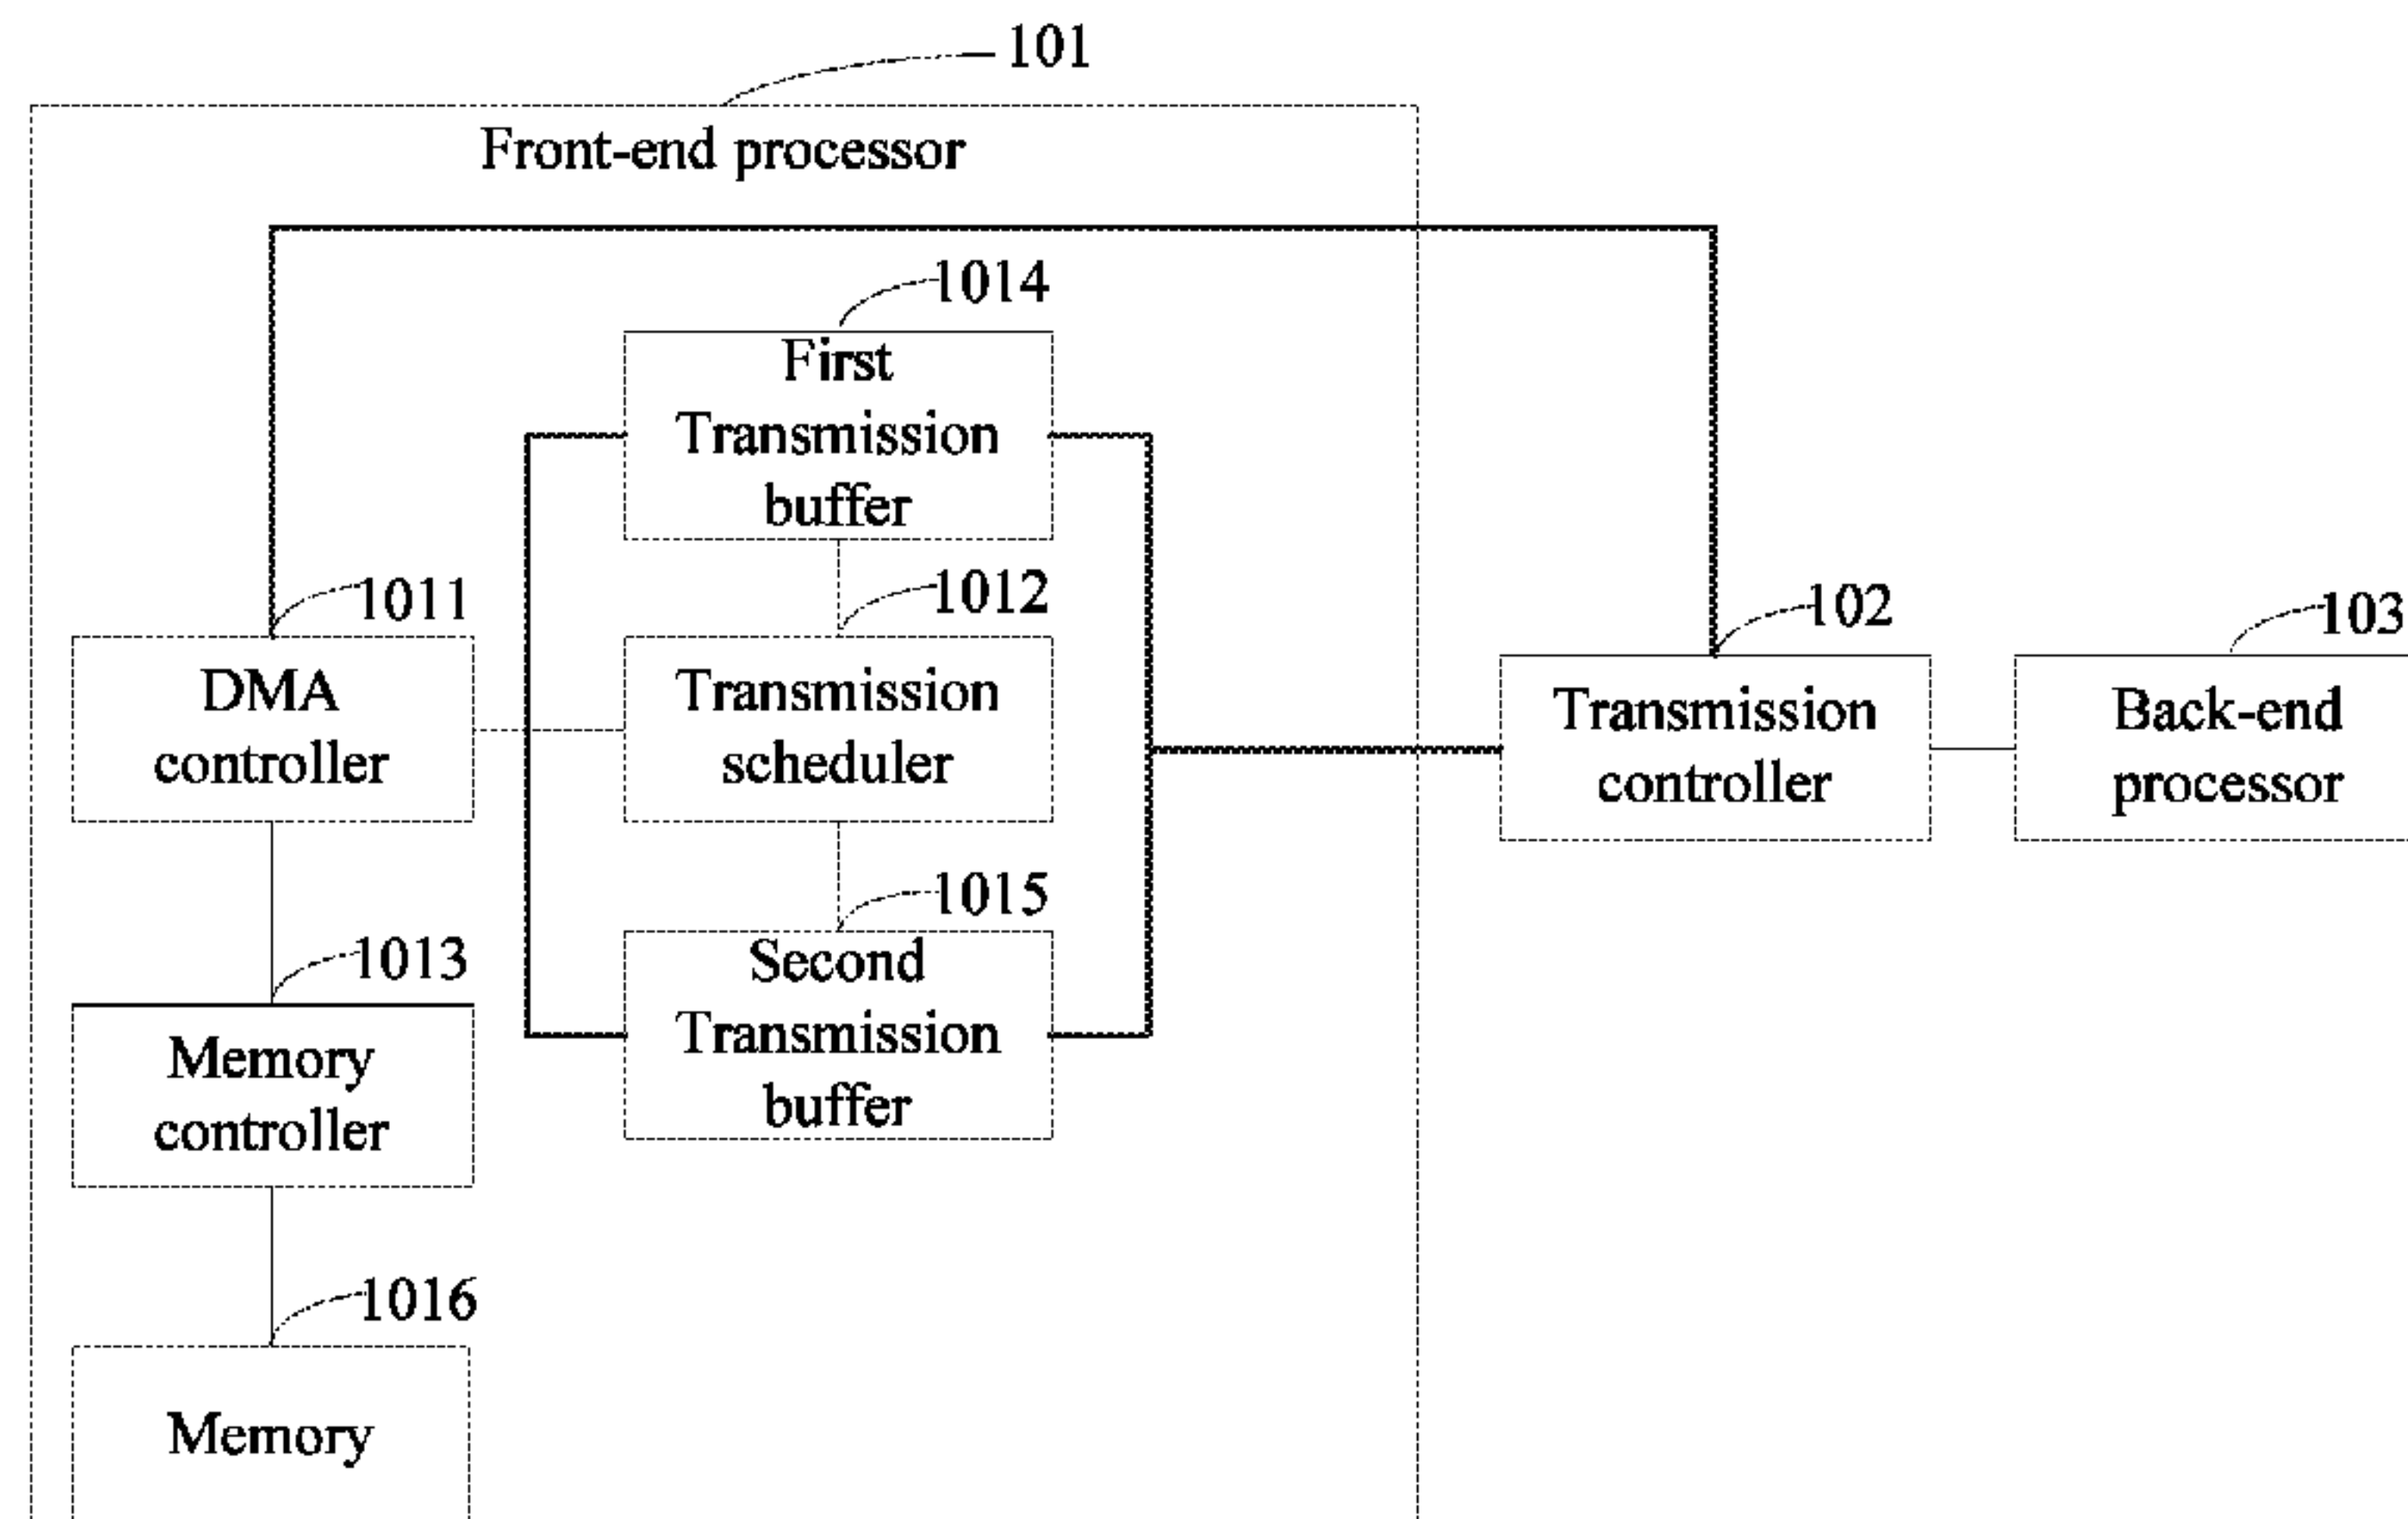 101
Front-end processor
1014
First
Transmission
buffer
1011
DMA
controller
1012
Transmission
scheduler
102
Transmission
controller
103
Back-end
processor
1013
Memory
controller
1015
Second
Transmission
buffer
1016
Memory